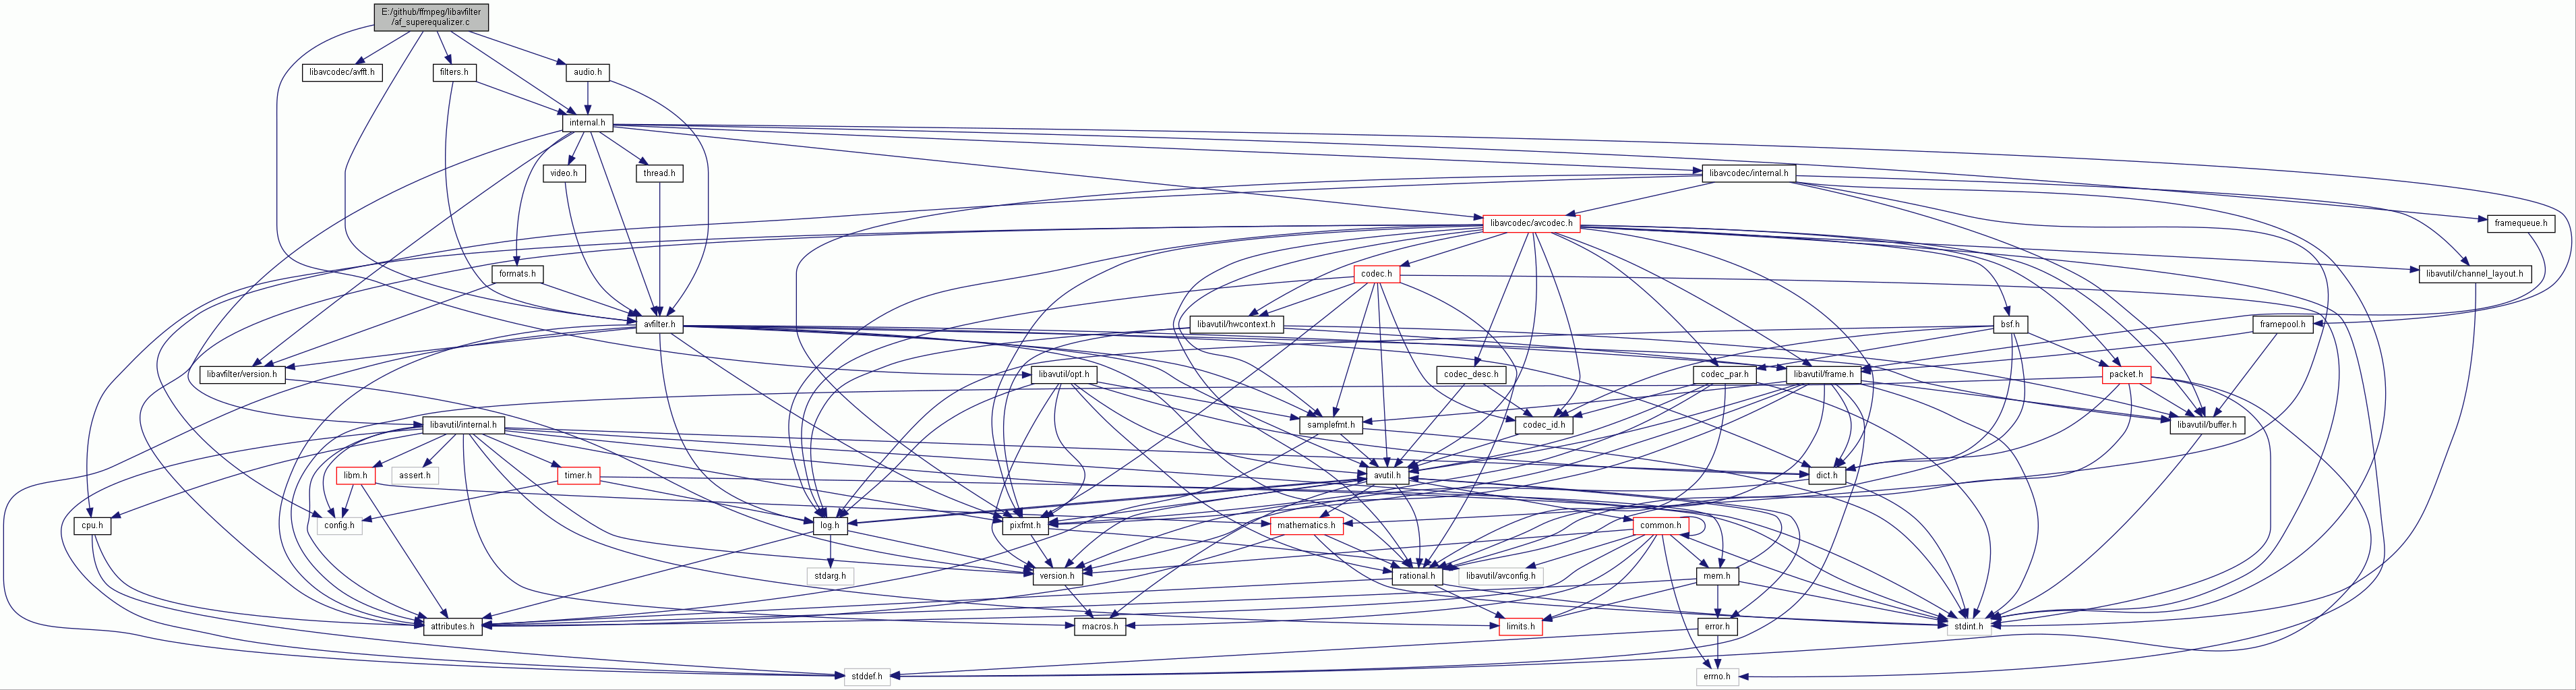 E:/github/ffmpeg/libavfilter
/af_superequalizer.c
libavcodec/avfft.h
filters.h
audio.h
internal.h
video.h
thread.h
libavcodec/internal.h
libavcodec/avcodec.h
framequeue.h
formats.h
codec.h
libavutil/channel_layout.h
avfilter.h
libavutil/hwcontext.h
bsf.h
framepool.h
libavfilter/version.h
libavutil/opt.h
codec_desc.h
codec_par.h
libavutil/frame.h
packet.h
libavutil/internal.h
samplefmt.h
codec_id.h
libavutil/buffer.h
libm.h
assert.h
timer.h
avutil.h
dict.h
cpu.h
config.h
log.h
pixfmt.h
mathematics.h
common.h
stdarg.h
version.h
rational.h
libavutil/avconfig.h
mem.h
attributes.h
macros.h
limits.h
error.h
stdint.h
stddef.h
errno.h